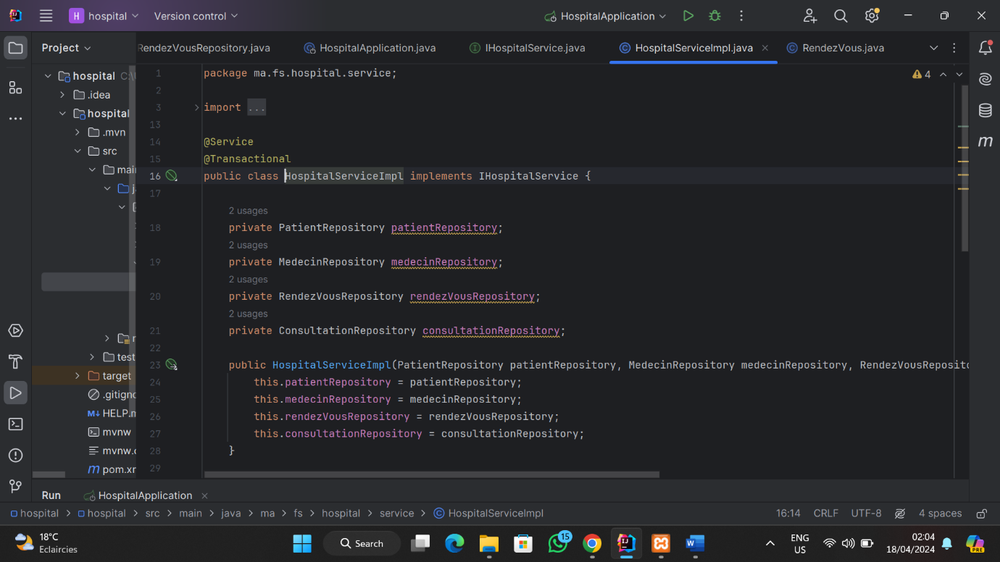 H hospital Version control HospitalApplication
Project
RendezVousRepository.java HospitalApplication.java IHospitalService.java HospitalServiceImpl.java RendezVous.java
hospital
.idea
hospital
.mvn
src
test
target
HELP.m
mvnw
4
1 package ma.fs.hospital.service;
2
3 import ...
13
14 @Service
15 @Transactional
16 public class HospitalServiceImpl implements IHospitalService {
17
2 usages
18 private PatientRepository patientRepository;
2 usages
19 private MedecinRepository medecinRepository;
2 usages
20 private RendezVousRepository rendezVousRepository;
2 usages
21 private ConsultationRepository consultationRepository;
22
23 public HospitalServiceImpl(PatientRepository patientRepository, MedecinRepository medecinRepository, RendezVousRepositо
24 this.patientRepository = patientRepository;
25 this.medecinRepository = medecinRepository;
26 this.rendezVousRepository = rendezVousRepository;
27 this.consultationRepository = consultationRepository;
28 }
29
Run HospitalApplication
hospital > hospital > src > main > java > ma > fs > hospital > service > HospitalServiceImpl 16:14 CRLF UTF-8 4 spaces
18°C
Eclaircies
Search
15
ENG
US
02:04
18/04/2024
PRE